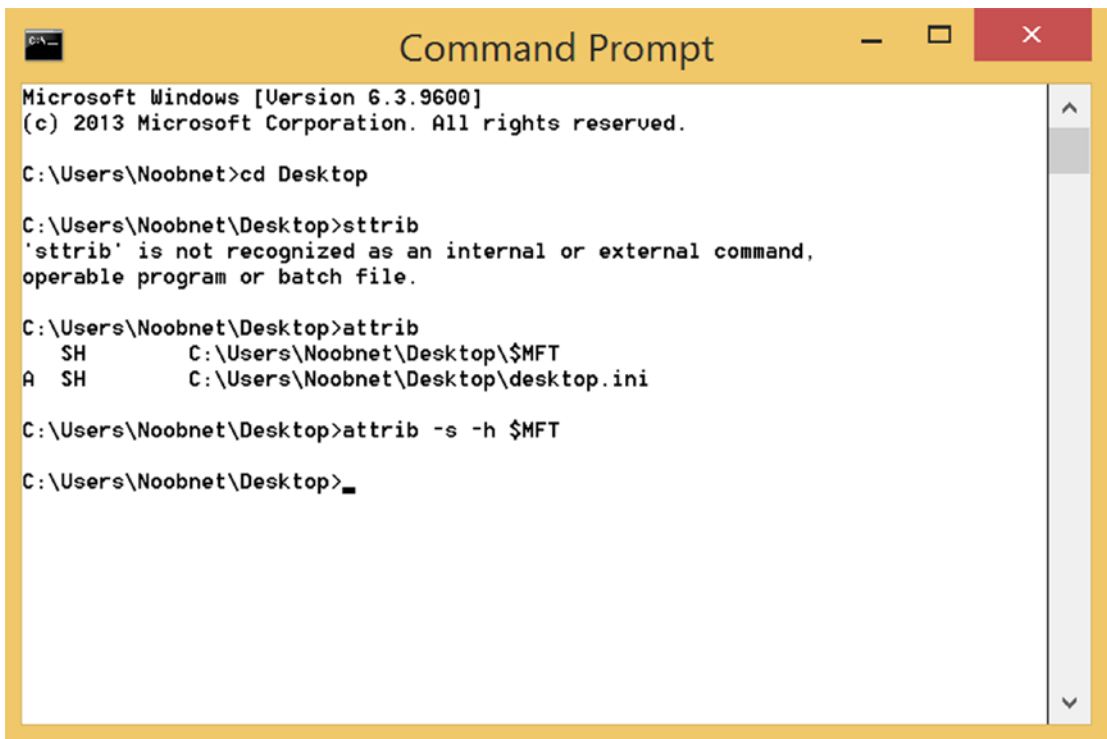 Command Prompt
Microsoft Windows [Version 6.3.9600]
(c) 2013 Microsoft Corporation. All rights reserved.
C:\Users\Noobnet>cd Desktop
C:\Users\Noobnet\Desktop>sttrib
'sttrib' is not recognized as an internal or external command,
operable program or batch file.
C:\Users\Noobnet\Desktop>attrib
   SH         C:\Users\Noobnet\Desktop\$MFT
A  SH         C:\Users\Noobnet\Desktop\desktop.ini
C:\Users\Noobnet\Desktop>attrib -s -h $MFT
C:\Users\Noobnet\Desktop>